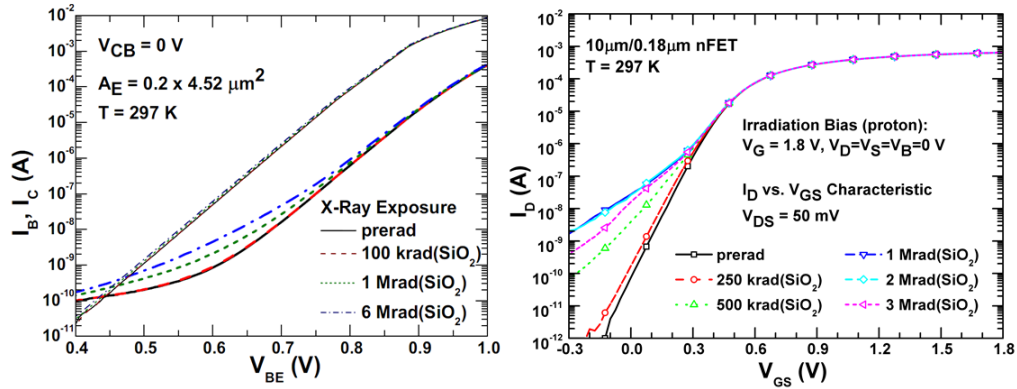 10⁻²
10⁻³
10⁻⁴
10⁻⁵
10⁻⁶
10⁻⁷
10⁻⁸
10⁻⁹
10⁻¹⁰
10⁻¹¹
I_B, I_C (A)
V_CB = 0 V
A_E = 0.2 x 4.52 μm²
T = 297 K
X-Ray Exposure
prerad
100 krad(SiO₂)
1 Mrad(SiO₂)
6 Mrad(SiO₂)
0.4 0.5 0.6 0.7 0.8 0.9 1.0
V_BE (V)
10⁻²
10⁻³
10⁻⁴
10⁻⁵
10⁻⁶
10⁻⁷
10⁻⁸
10⁻⁹
10⁻¹⁰
10⁻¹¹
10⁻¹²
I_D (A)
10μm/0.18μm nFET
T = 297 K
Irradiation Bias (proton):
V_G = 1.8 V, V_D=V_S=V_B=0 V
I_D vs. V_GS Characteristic
V_DS = 50 mV
prerad
250 krad(SiO₂)
500 krad(SiO₂)
1 Mrad(SiO₂)
2 Mrad(SiO₂)
3 Mrad(SiO₂)
-0.3 0.0 0.3 0.6 0.9 1.2 1.5 1.8
V_GS (V)